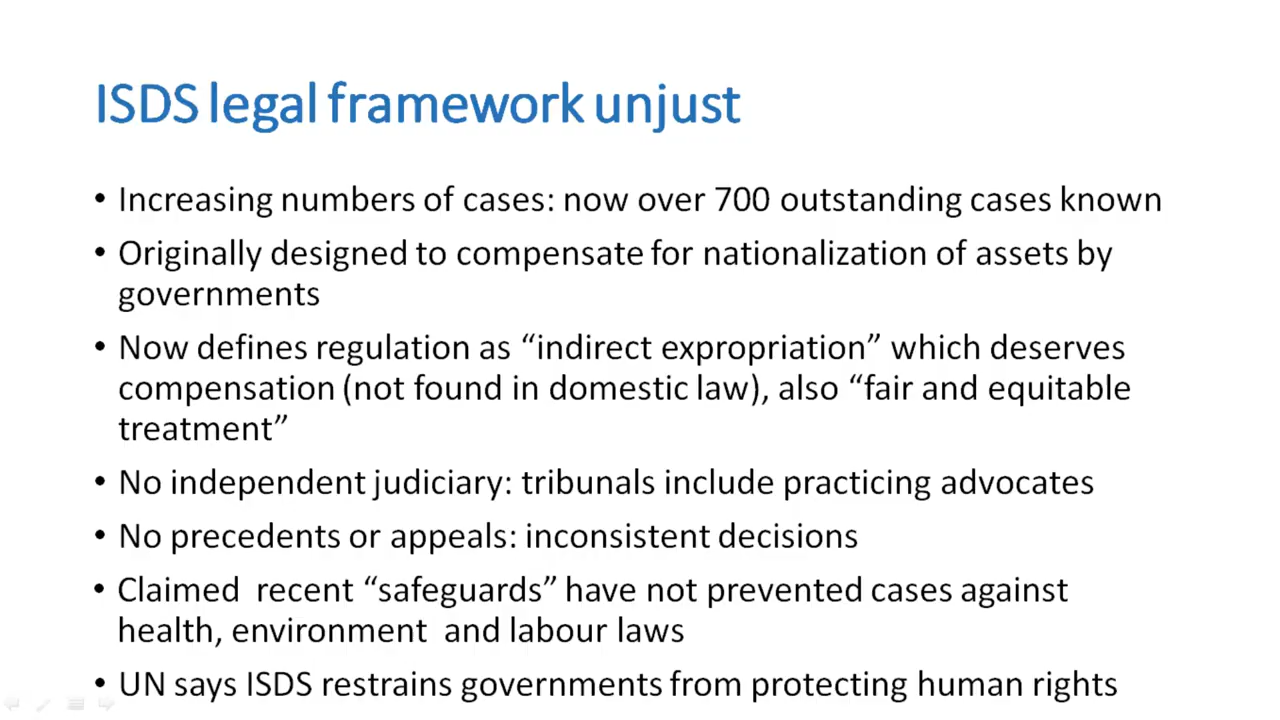 ISDS legal framework unjust
• Increasing numbers of cases: now over 700 outstanding cases known
• Originally designed to compensate for nationalization of assets by
governments
• Now defines regulation as “indirect expropriation” which deserves
compensation (not found in domestic law), also “fair and equitable
treatment”
• No independent judiciary: tribunals include practicing advocates
• No precedents or appeals: inconsistent decisions
• Claimed  recent “safeguards” have not prevented cases against
health, environment  and labour laws
• UN says ISDS restrains governments from protecting human rights